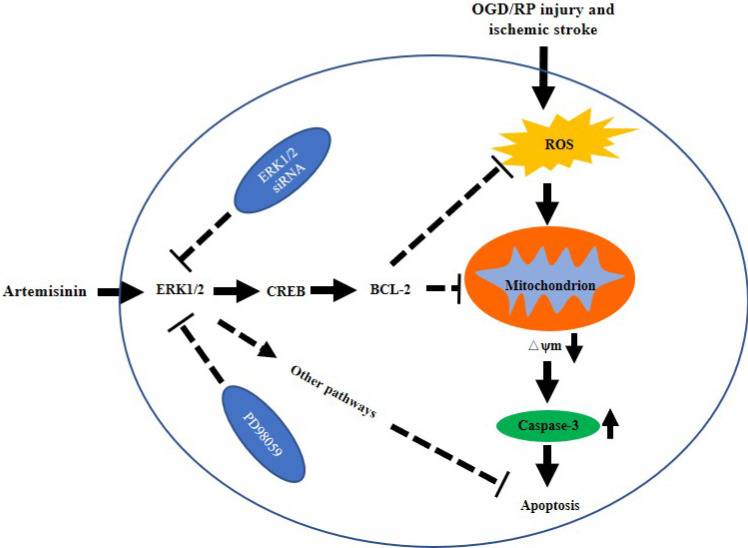 OGD/RP injury and
ischemic stroke
ROS
ERK1/2
siRNA
Artemisinin
ERK1/2
CREB
BCL-2
Mitochondrion
△ψm
Other pathways
PD98059
Caspase-3
Apoptosis